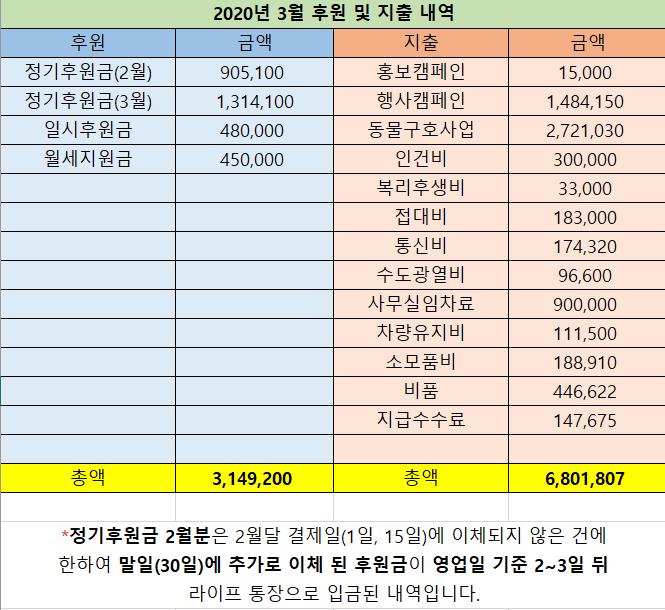 2020년 3월 후원 및 지출 내역
후원 금액 지출 금액
정기후원금(2월) 905,100 홍보캠페인 15,000
정기후원금(3월) 1,314,100 행사캠페인 1,484,150
일시후원금 480,000 동물구호사업 2,721,030
월세지원금 450,000 인건비 300,000
복리후생비 33,000
접대비 183,000
통신비 174,320
수도광열비 96,600
사무실임차료 900,000
차량유지비 111,500
소모품비 188,910
비품 446,622
지급수수료 147,675
총액 3,149,200 총액 6,801,807
*정기후원금 2월분은 2월달 결제일(1일, 15일)에 이체되지 않은 건에
한하여 말일(30일)에 추가로 이체 된 후원금이 영업일 기준 2~3일 뒤
라이프 통장으로 입금된 내역입니다.